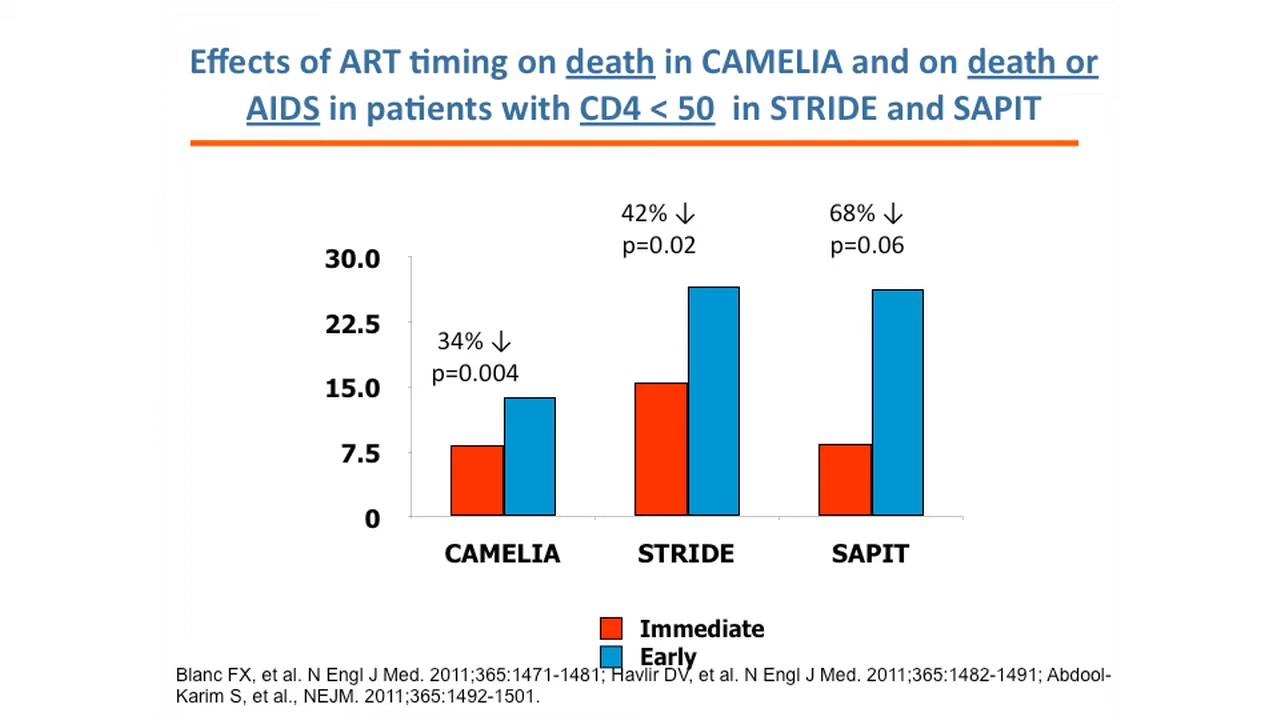 Effects of ART timing on death in CAMELIA and on death or
AIDS in patients with CD4 < 50 in STRIDE and SAPIT
42% ↓
p=0.02
68% ↓
p=0.06
34% ↓
p=0.004
30.0
22.5
15.0
7.5
0
CAMELIA
STRIDE
SAPIT
Immediate
Early
Blanc FX, et al. N Engl J Med. 2011;365:1471-1481; Havlir DV, et al. N Engl J Med. 2011;365:1482-1491; Abdool-
Karim S, et al., NEJM. 2011;365:1492-1501.